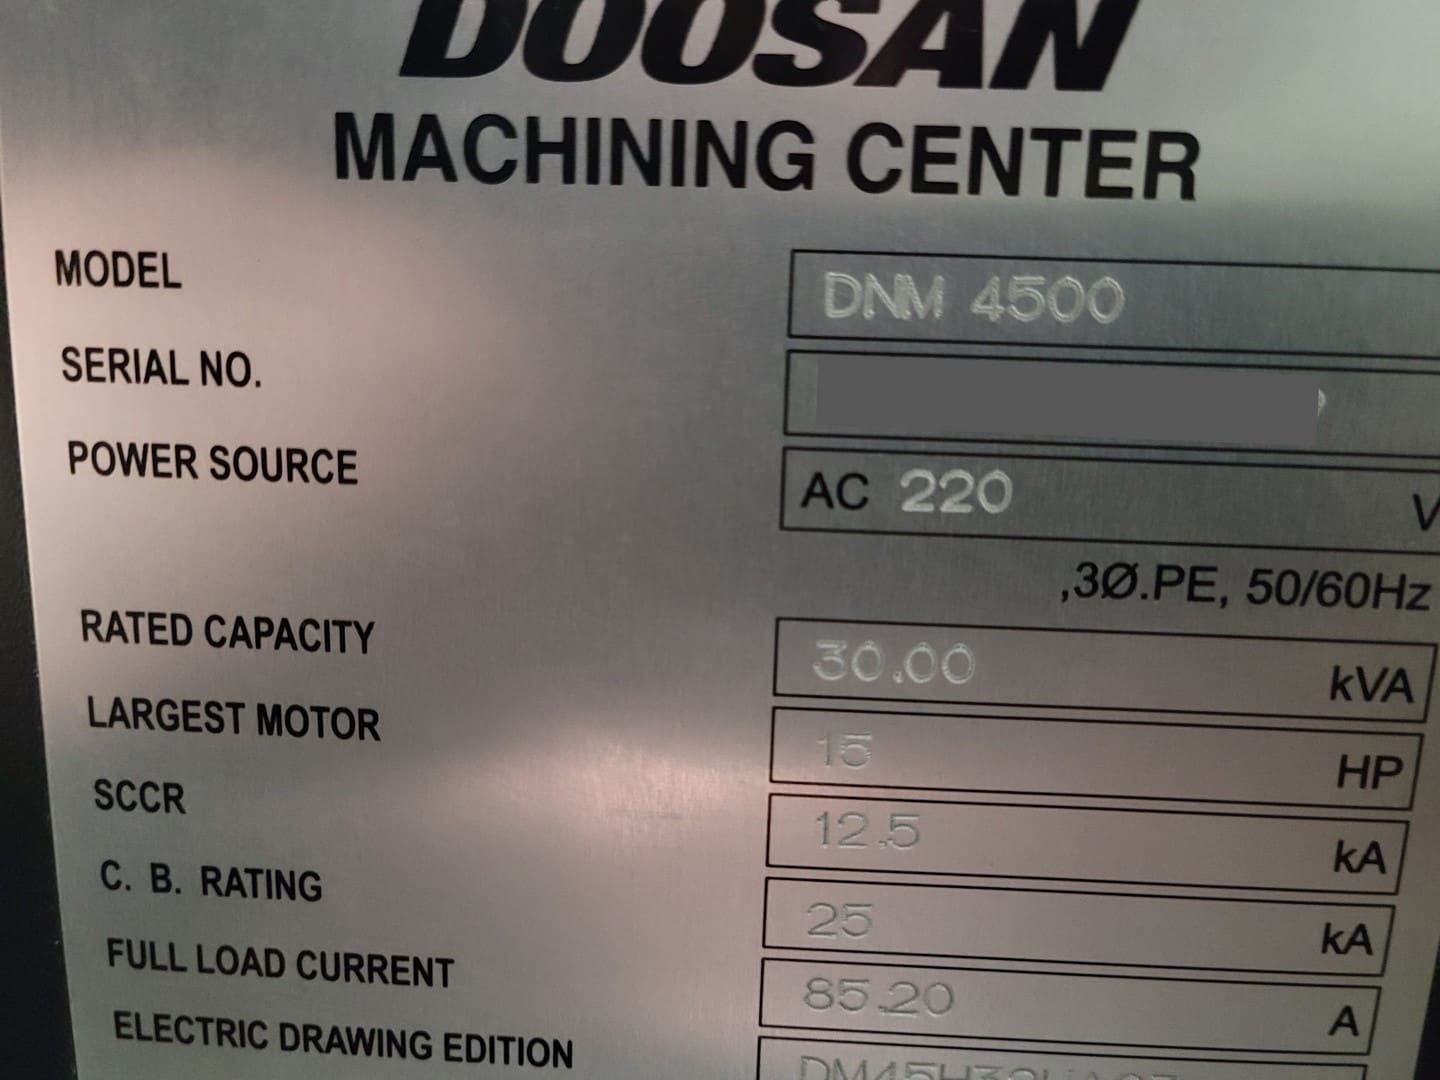 DOOSAN
MACHINING CENTER
MODEL DNM 4500
SERIAL NO.
POWER SOURCE AC 220 V
,3Ø.PE, 50/60Hz
RATED CAPACITY 30.00 kVA
LARGEST MOTOR 15 HP
SCCR 12.5 kA
C. B. RATING 25 kA
FULL LOAD CURRENT 85.20 A
ELECTRIC DRAWING EDITION